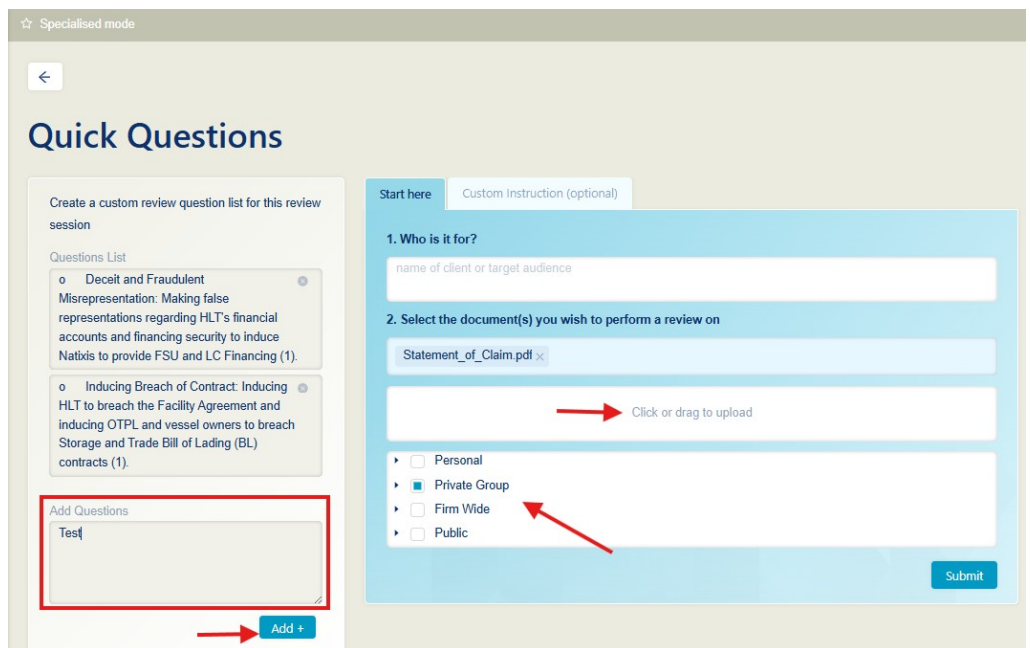 Specialised mode
Quick Questions
Create a custom review question list for this review
session
Questions List
o Deceit and Fraudulent
Misrepresentation: Making false
representations regarding HLT's financial
accounts and financing security to induce
Natixis to provide FSU and LC Financing (1).
o Inducing Breach of Contract: Inducing
HLT to breach the Facility Agreement and
inducing OTPL and vessel owners to breach
Storage and Trade Bill of Lading (BL)
contracts (1).
Add Questions
Test
Add +
Start here
Custom Instruction (optional)
1. Who is it for?
name of client or target audience
2. Select the document(s) you wish to perform a review on
Statement_of_Claim.pdf ×
Click or drag to upload
Personal
Private Group
Firm Wide
Public
Submit